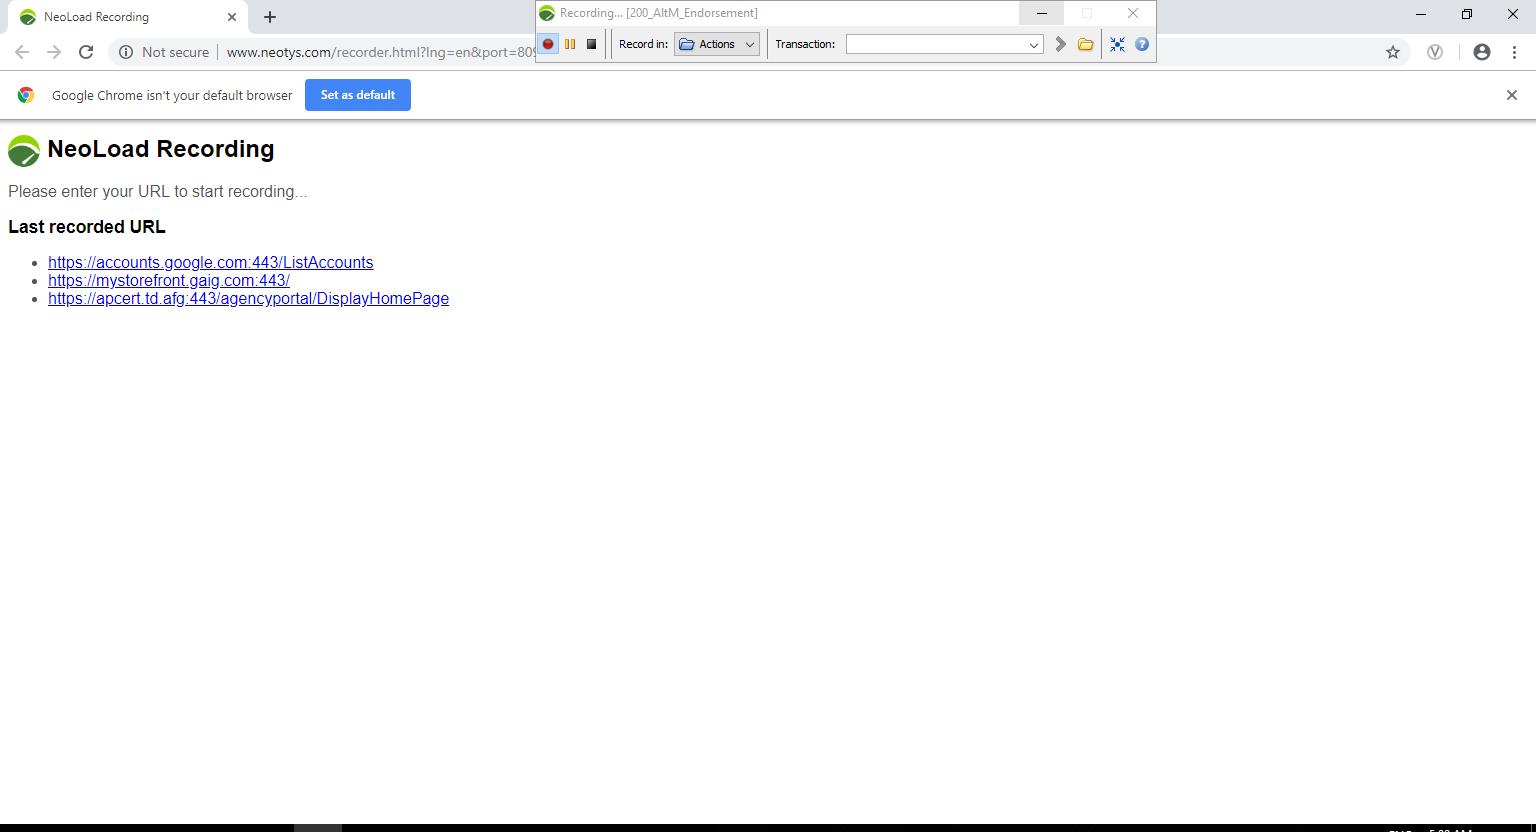 NeoLoad Recording
Recording... [200_AltM_Endorsement]
Not secure
www.neotys.com/recorder.html?lng=en&port=809
Record in:
Actions
Transaction:
Google Chrome isn't your default browser
Set as default
NeoLoad Recording
Please enter your URL to start recording...
Last recorded URL
https://accounts.google.com:443/ListAccounts
https://mystorefront.gaig.com:443/
https://apcert.td.afg:443/agencyportal/DisplayHomePage